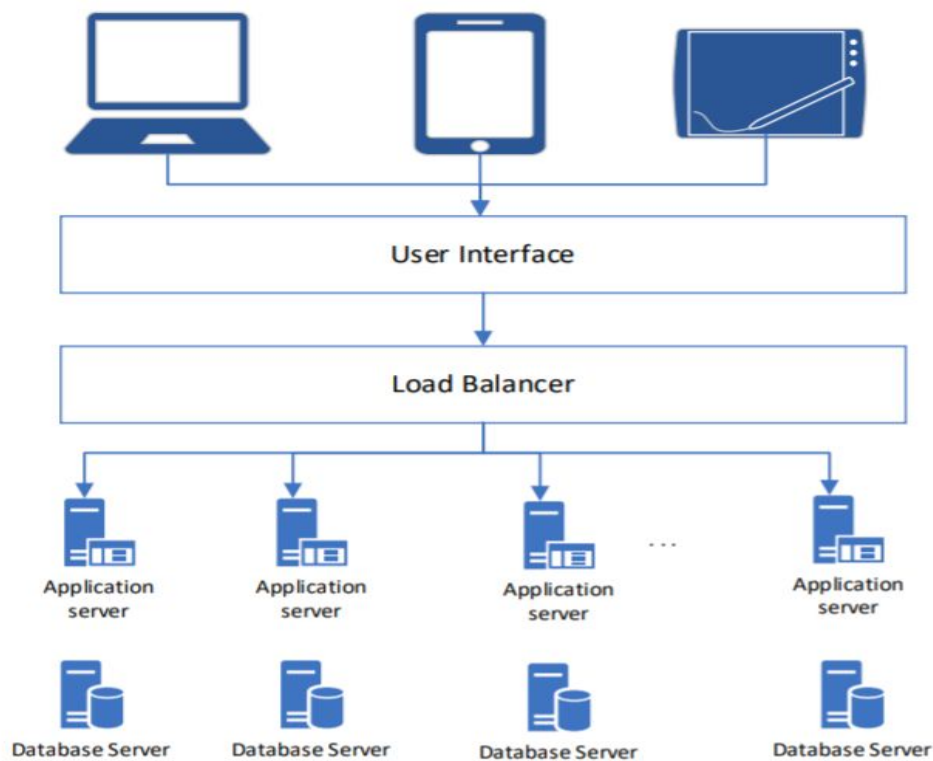 User Interface
Load Balancer
Application
server
Application
server
Application
server
...
Application
server
Database Server
Database Server
Database Server
Database Server